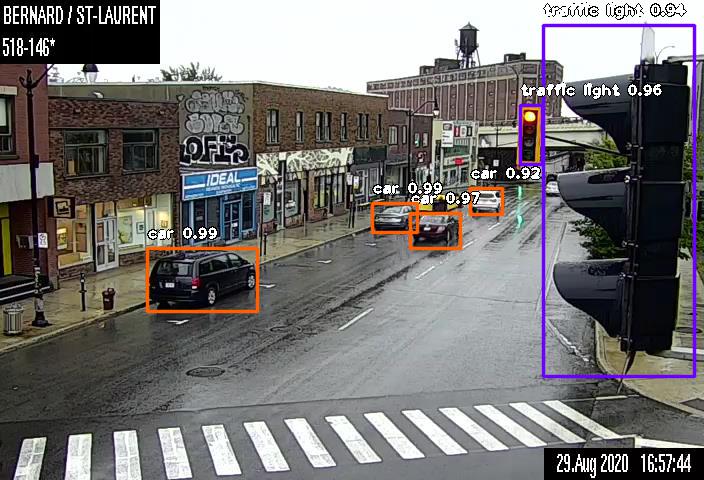 BERNARD / ST-LAURENT
518-146*
traffic light 0.94
traffic light 0.96
car 0.92
car 0.99
car 0.97
IDEAL
car 0.99
29.Aug 2020 16:57:44